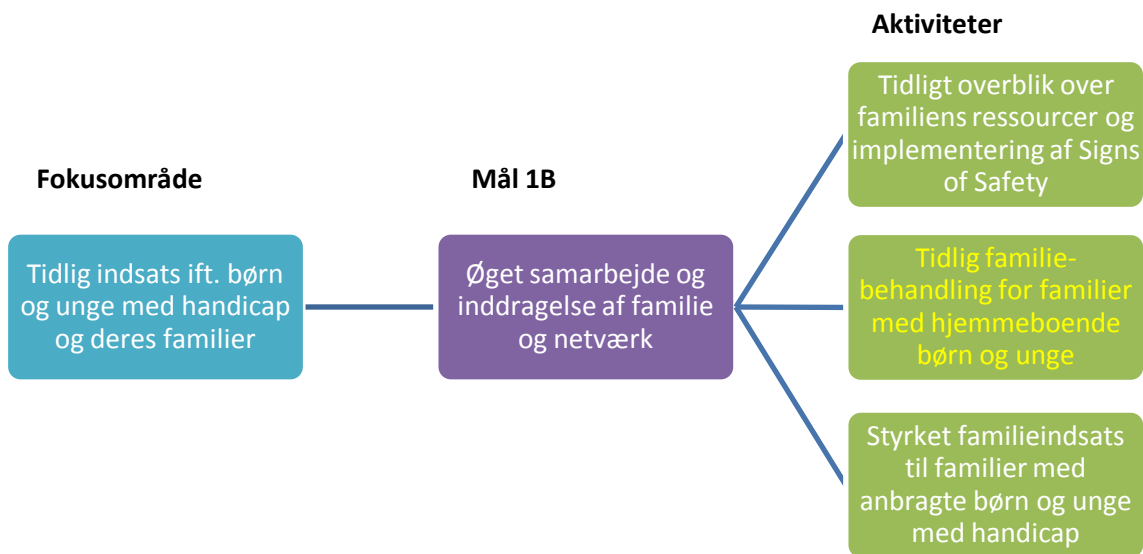 Fokusområde
Tidlig indsats ift. børn
og unge med handicap
og deres familier
Mål 1B
Øget samarbejde og
inddragelse af familie
og netværk
Aktiviteter
Tidligt overblik over
familiens ressourcer og
implementering af Signs
of Safety
Tidlig familie-
behandling for familier
med hjemmeboende
børn og unge
Styrket familieindsats
til familier med
anbragte børn og unge
med handicap